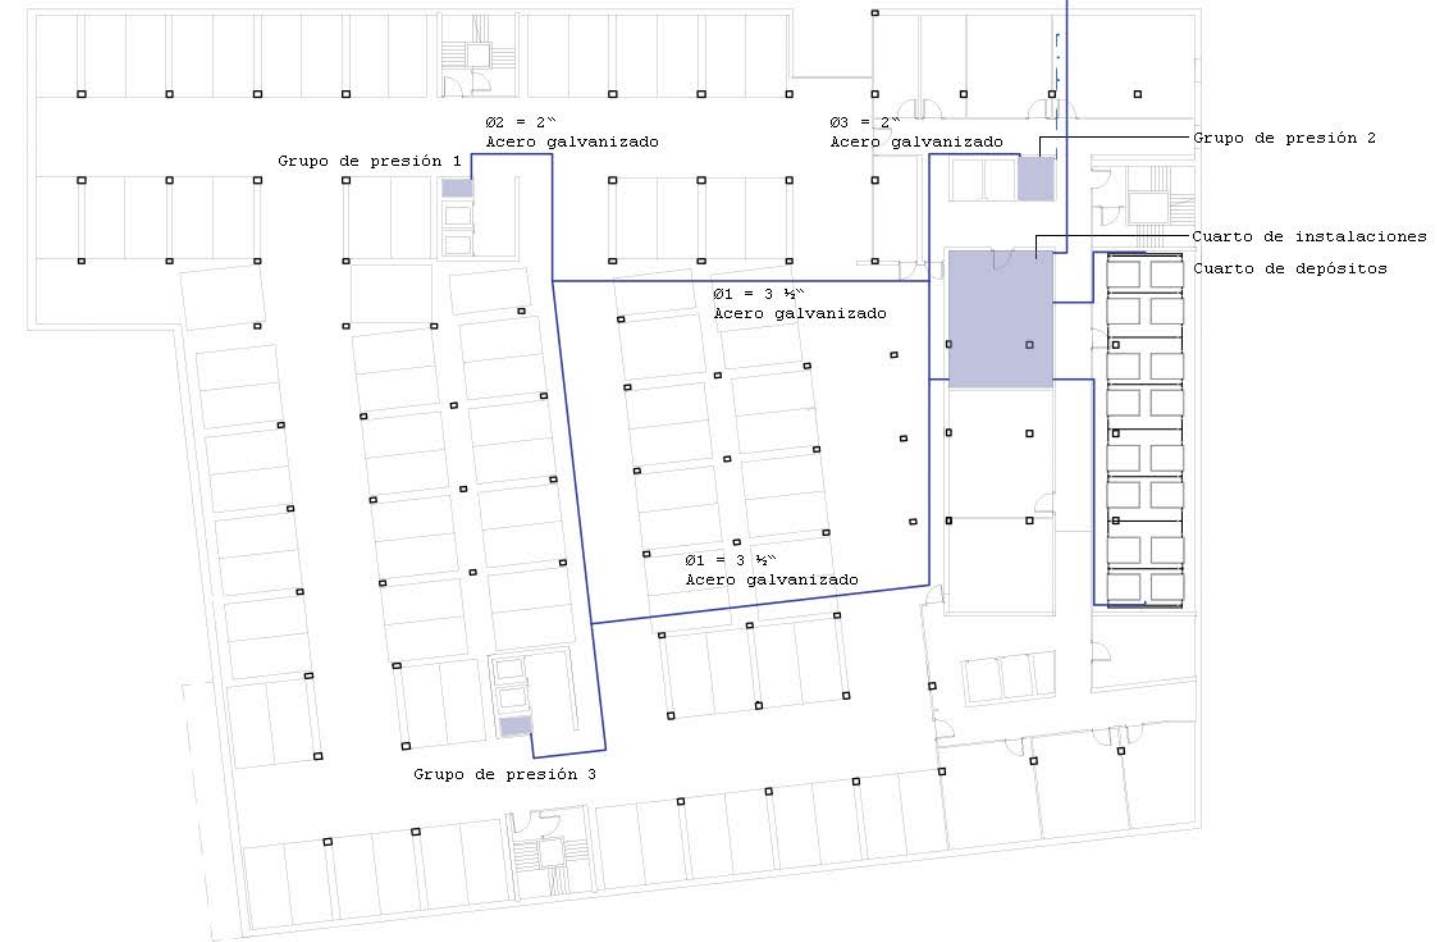 Ø2 = 2“
Acero galvanizado
Ø3 = 2“
Acero galvanizado
Grupo de presión 1
Grupo de presión 2
Cuarto de instalaciones
Cuarto de depósitos
Ø1 = 3 ½“
Acero galvanizado
Ø1 = 3 ½“
Acero galvanizado
Grupo de presión 3